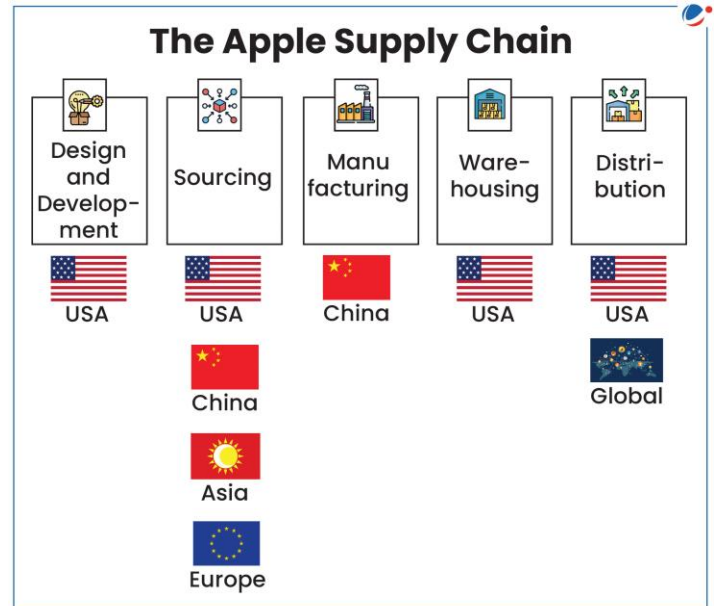 The Apple Supply Chain
Design
and
Develop-
ment
Sourcing
Manu
facturing
Ware-
housing
Distri-
bution
USA
USA
China
USA
USA
China
Global
Asia
Europe